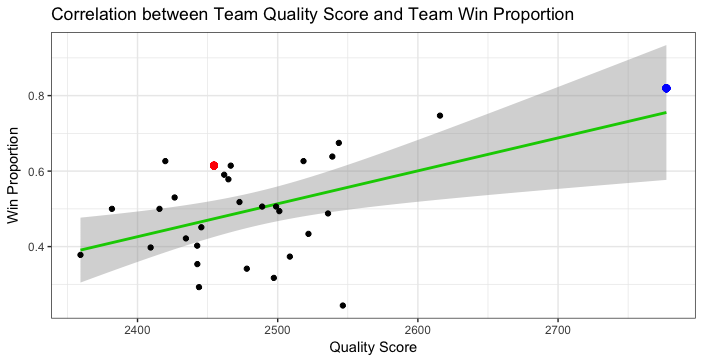 Correlation between Team Quality Score and Team Win Proportion
Win Proportion
0.8
0.6
0.4
2400 2500 2600 2700
Quality Score